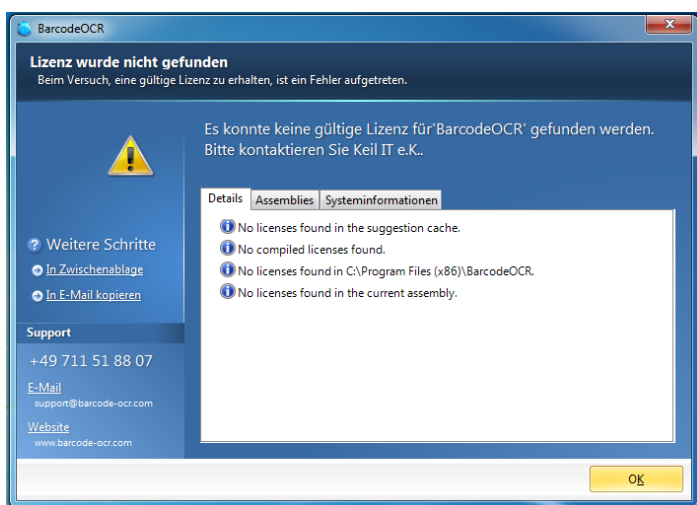 BarcodeOCR
Lizenz wurde nicht gefunden
Beim Versuch, eine gültige Lizenz zu erhalten, ist ein Fehler aufgetreten.
Es konnte keine gültige Lizenz für'BarcodeOCR' gefunden werden.
Bitte kontaktieren Sie Keil IT e.K..
Details Assemblies Systeminformationen
No licenses found in the suggestion cache.
No compiled licenses found.
No licenses found in C:\Program Files (x86)\BarcodeOCR.
No licenses found in the current assembly.
Weitere Schritte
In Zwischenablage
In E-Mail kopieren
Support
+49 711 51 88 07
E-Mail
support@barcode-ocr.com
Website
www.barcode-ocr.com
OK